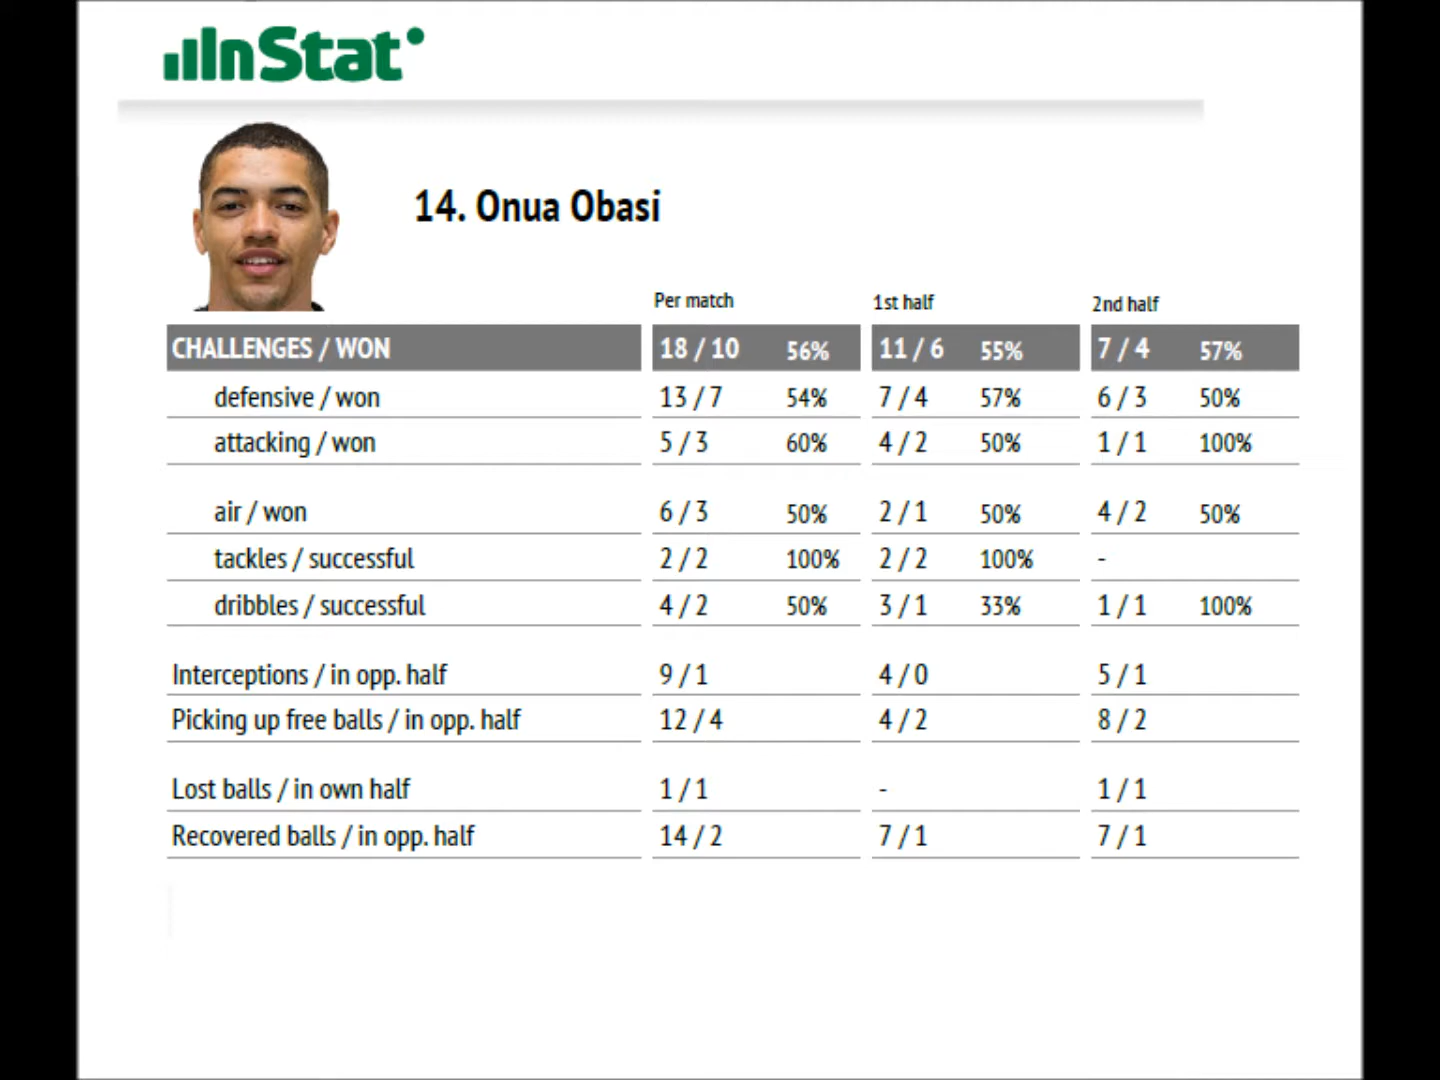 InStat
14. Onua Obasi
Per match 1st half 2nd half
CHALLENGES / WON 18 / 10 56% 11 / 6 55% 7 / 4 57%
defensive / won 13 / 7 54% 7 / 4 57% 6 / 3 50%
attacking / won 5 / 3 60% 4 / 2 50% 1 / 1 100%
air / won 6 / 3 50% 2 / 1 50% 4 / 2 50%
tackles / successful 2 / 2 100% 2 / 2 100% -
dribbles / successful 4 / 2 50% 3 / 1 33% 1 / 1 100%
Interceptions / in opp. half 9 / 1 4 / 0 5 / 1
Picking up free balls / in opp. half 12 / 4 4 / 2 8 / 2
Lost balls / in own half 1 / 1 - 1 / 1
Recovered balls / in opp. half 14 / 2 7 / 1 7 / 1